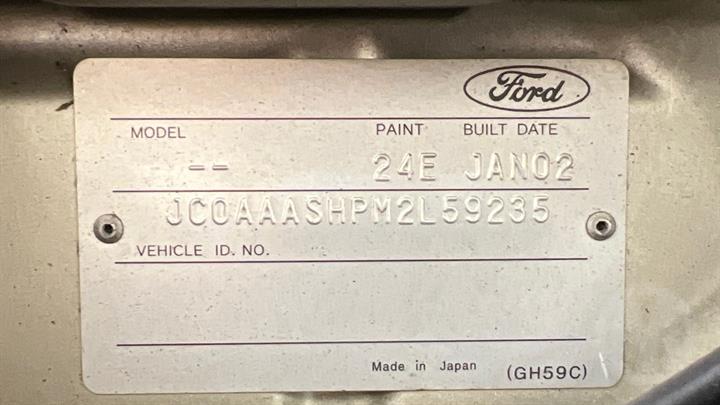 Ford
MODEL PAINT BUILT DATE
-- 24E JAN02
JC0AAASHPM2L59235
VEHICLE ID. NO.
Made in Japan (GH59C)